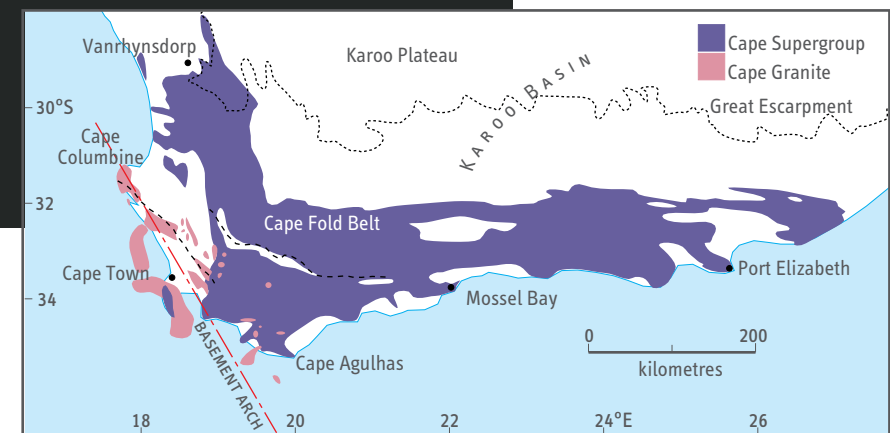 Vanrhynsdorp
Karoo Plateau
Cape Supergroup
Cape Granite
KAROO BASIN
Great Escarpment
30°S
Cape
Columbine
32
Cape Fold Belt
Cape Town
Port Elizabeth
34
Mossel Bay
BASEMENT ARCH
0 200
kilometres
Cape Agulhas
18 20 22 24°E 26